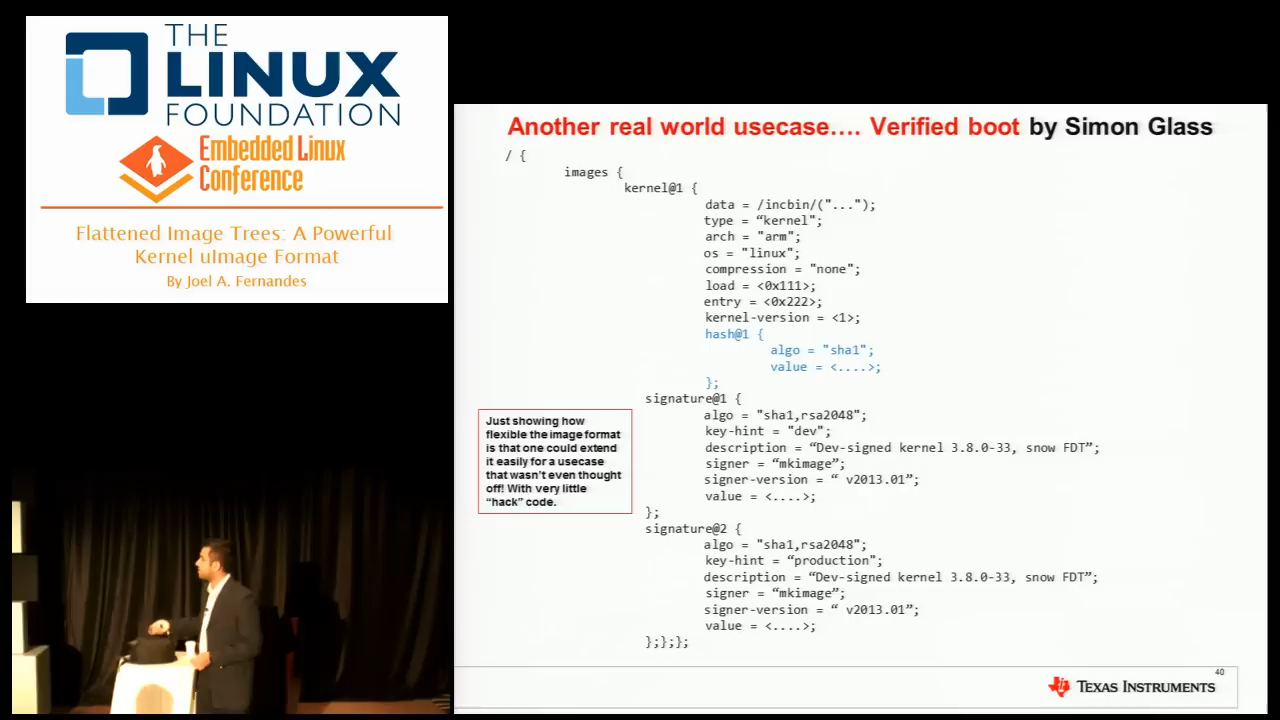 THE
LINUX
FOUNDATION
Embedded Linux
Conference
Flattened Image Trees: A Powerful
Kernel uImage Format
By Joel A. Fernandes
Another real world usecase.... Verified boot by Simon Glass
/ {
images {
kernel@1 {
data = /incbin/("...");
type = “kernel";
arch = "arm";
os = "linux";
compression = "none";
load = <0x111>;
entry = <0x222>;
kernel-version = <1>;
hash@1 {
algo = "sha1";
value = <....>;
};
signature@1 {
algo = "sha1,rsa2048";
key-hint = "dev";
description = “Dev-signed kernel 3.8.0-33, snow FDT”;
signer = “mkimage”;
signer-version = “ v2013.01”;
value = <....>;
};
signature@2 {
algo = "sha1,rsa2048";
key-hint = “production";
description = “Dev-signed kernel 3.8.0-33, snow FDT”;
signer = “mkimage”;
signer-version = “ v2013.01”;
value = <....>;
};};};
Just showing how
flexible the image format
is that one could extend
it easily for a usecase
that wasn't even thought
off! With very little
“hack” code.
40
TEXAS INSTRUMENTS